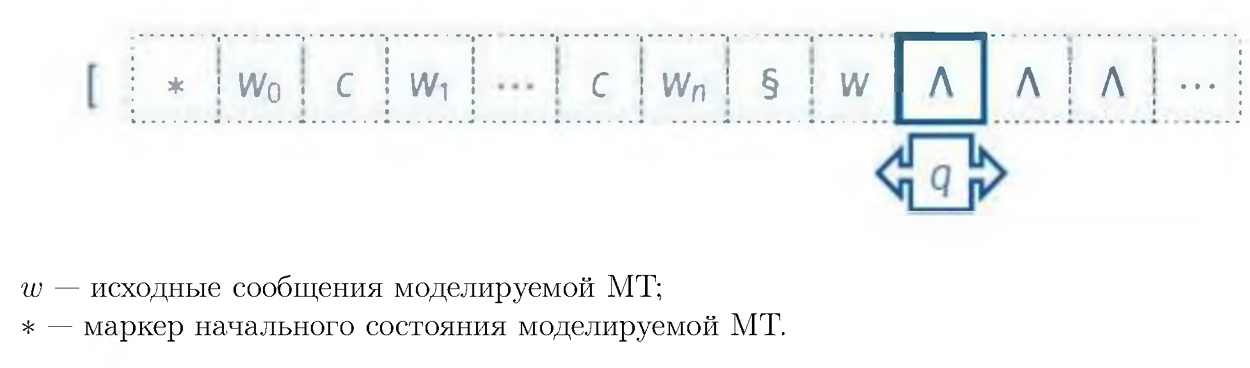 [ * w₀ c w₁ ... c wₙ § w Λ Λ Λ ...
q
w — исходные сообщения моделируемой МТ;
* — маркер начального состояния моделируемой МТ.